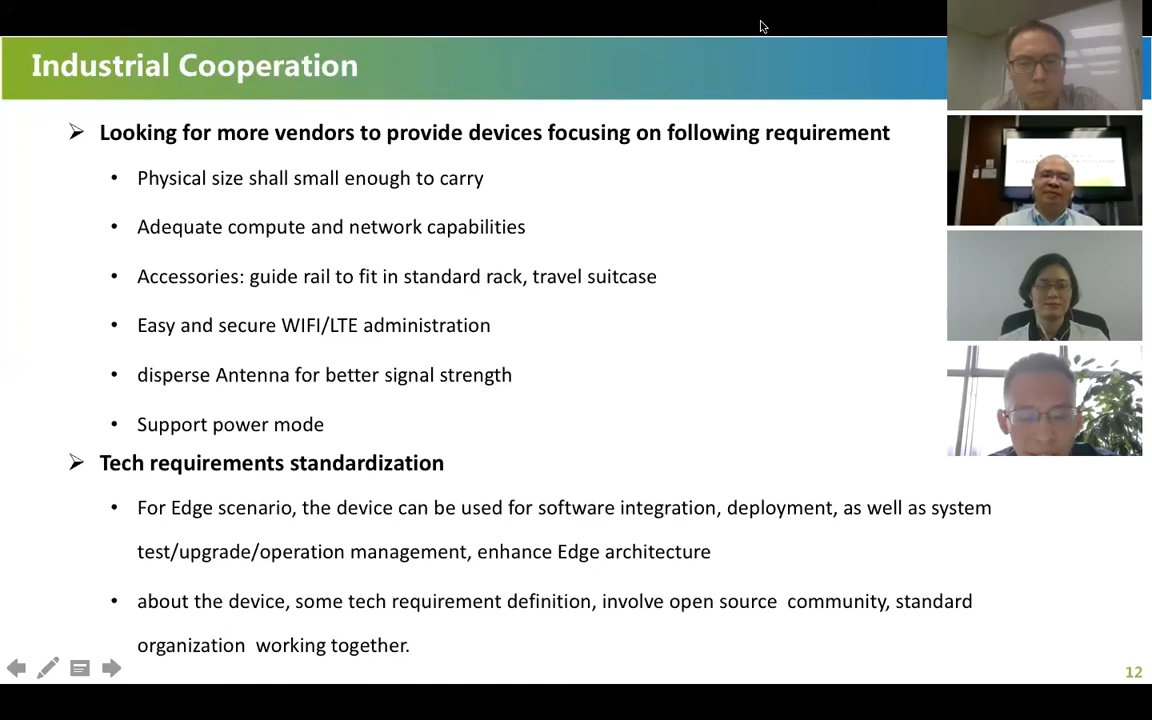 Industrial Cooperation
Looking for more vendors to provide devices focusing on following requirement
Physical size shall small enough to carry
Adequate compute and network capabilities
Accessories: guide rail to fit in standard rack, travel suitcase
Easy and secure WIFI/LTE administration
disperse Antenna for better signal strength
Support power mode
Tech requirements standardization
For Edge scenario, the device can be used for software integration, deployment, as well as system
test/upgrade/operation management, enhance Edge architecture
about the device, some tech requirement definition, involve open source community, standard
organization working together.
12